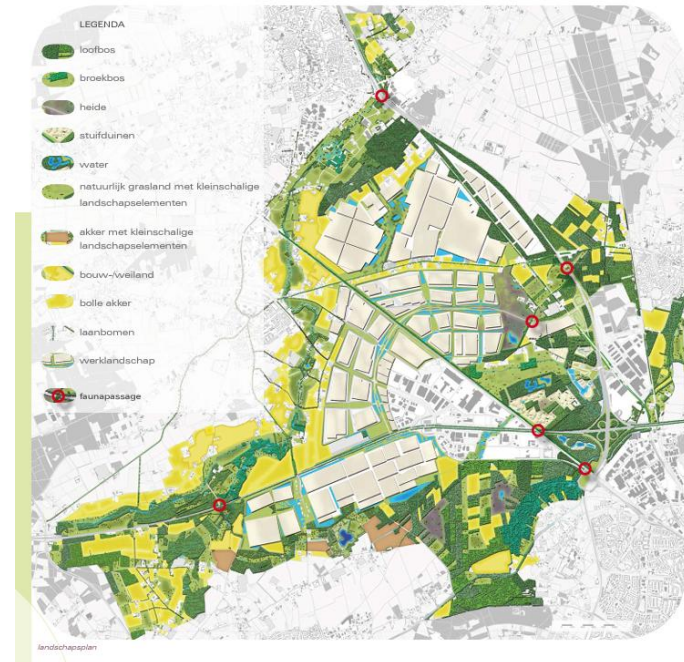 LEGENDA
loofbos
broekbos
heide
stuifduinen
water
natuurlijk grasland met kleinschalige
landschapselementen
akker met kleinschalige
landschapselementen
bouw-/weiland
bolle akker
laanbomen
werklandschap
faunapassage
landschapsplan